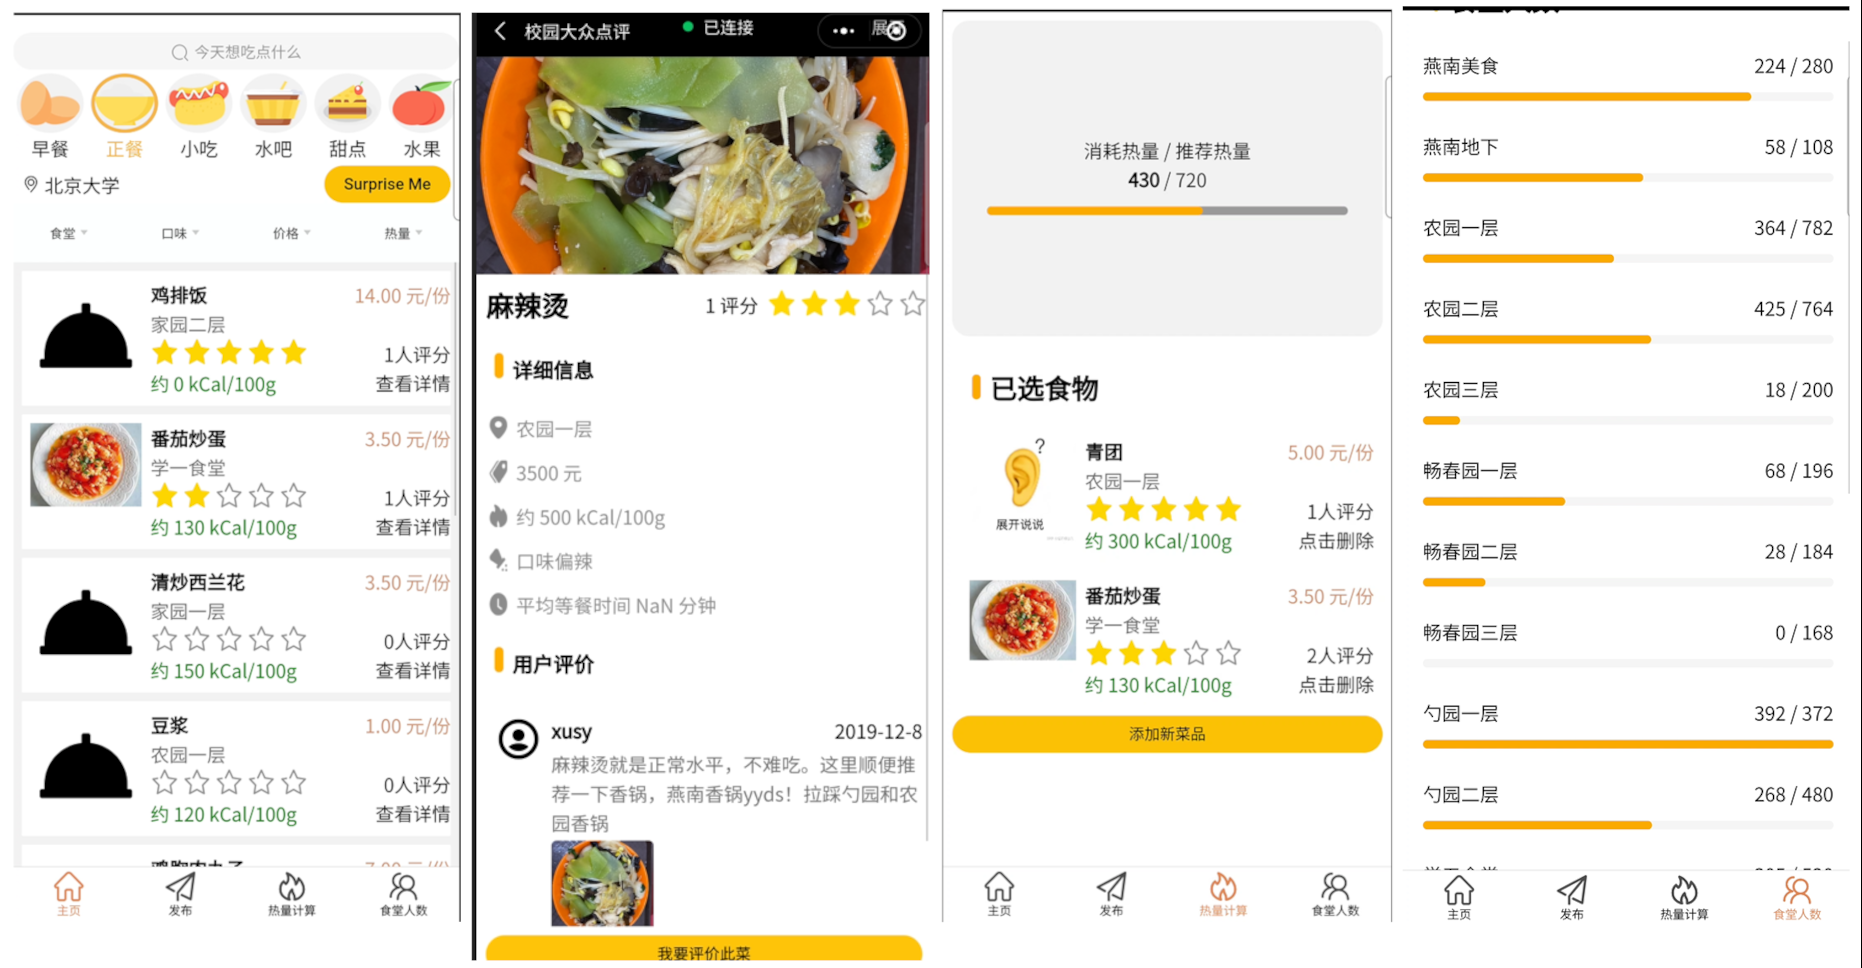 今天想吃点什么
早餐
正餐
小吃
水吧
甜点
水果
北京大学
Surprise Me
食堂
口味
价格
热量
鸡排饭
14.00 元/份
家园二层
1人评分
约 0 kCal/100g
查看详情
番茄炒蛋
3.50 元/份
学一食堂
1人评分
约 130 kCal/100g
查看详情
清炒西兰花
3.50 元/份
家园一层
0人评分
约 150 kCal/100g
查看详情
豆浆
1.00 元/份
农园一层
0人评分
约 120 kCal/100g
查看详情
主页
发布
热量计算
食堂人数
校园大众点评
已连接
麻辣烫
1 评分
详细信息
农园一层
3500 元
约 500 kCal/100g
口味偏辣
平均等餐时间 NaN 分钟
用户评价
xusy
2019-12-8
麻辣烫就是正常水平，不难吃。这里顺便推
荐一下香锅，燕南香锅yyds！拉踩勺园和农
园香锅
我要评价此菜
消耗热量 / 推荐热量
430 / 720
已选食物
?
展开说说
青团
5.00 元/份
农园一层
1人评分
约 300 kCal/100g
点击删除
番茄炒蛋
3.50 元/份
学一食堂
2人评分
约 130 kCal/100g
点击删除
添加新菜品
主页
发布
热量计算
食堂人数
燕南美食
224 / 280
燕南地下
58 / 108
农园一层
364 / 782
农园二层
425 / 764
农园三层
18 / 200
畅春园一层
68 / 196
畅春园二层
28 / 184
畅春园三层
0 / 168
勺园一层
392 / 372
勺园二层
268 / 480
主页
发布
热量计算
食堂人数